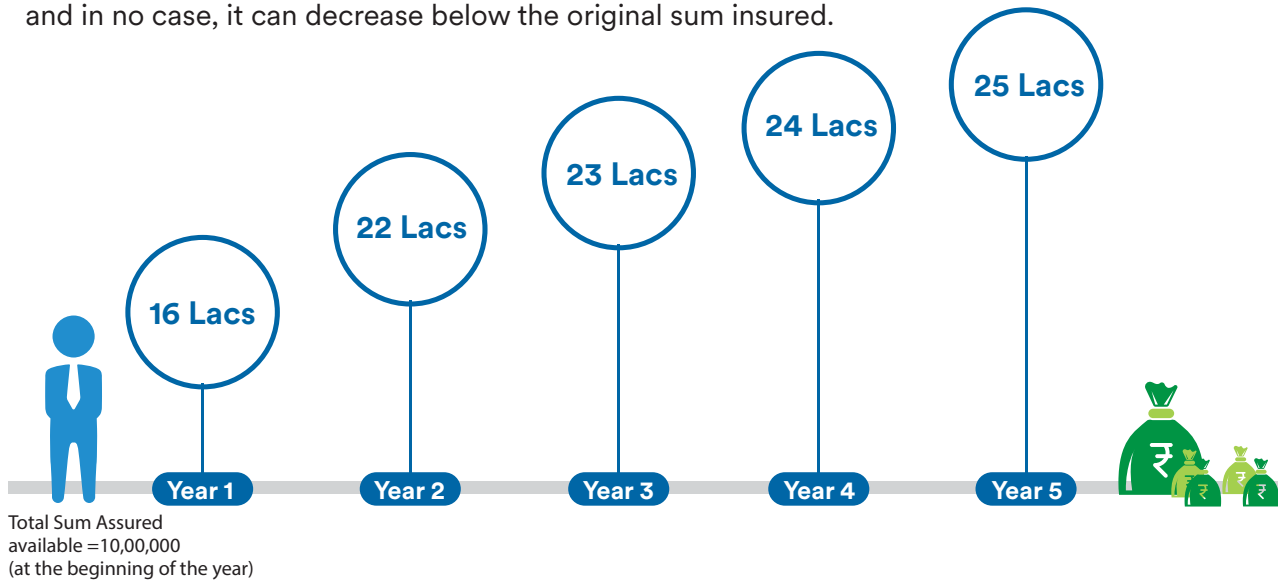 and in no case, it can decrease below the original sum insured.
16 Lacs
22 Lacs
23 Lacs
24 Lacs
25 Lacs
Year 1
Year 2
Year 3
Year 4
Year 5
₹
₹
₹
₹
₹
Total Sum Assured
available =10,00,000
(at the beginning of the year)